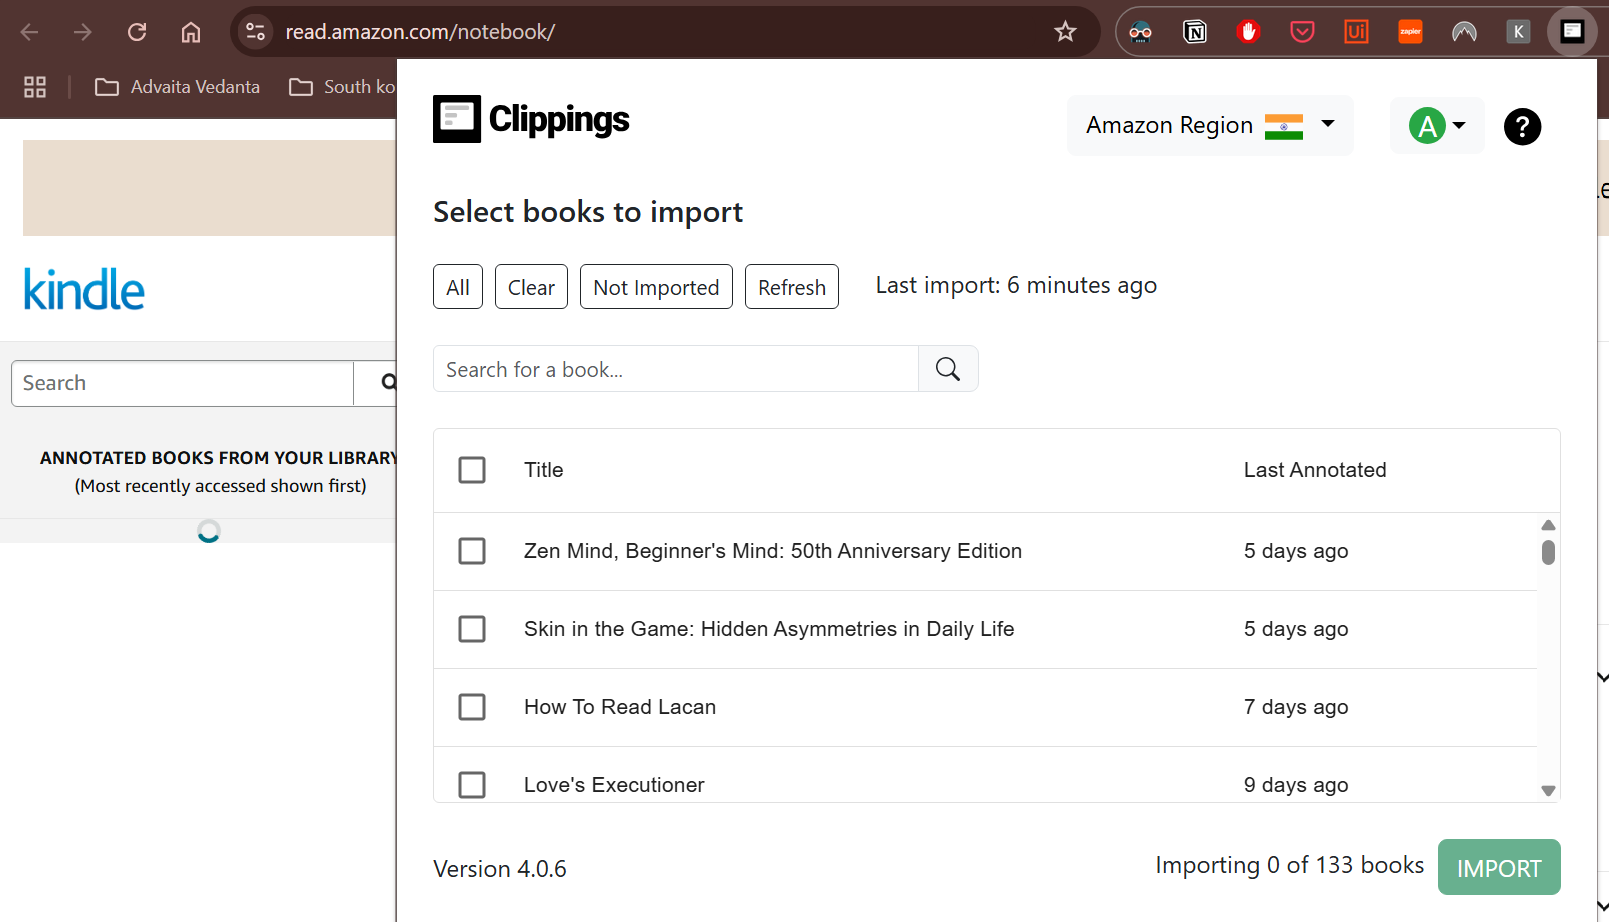 read.amazon.com/notebook/
N
Ui
zapier
K
Advaita Vedanta
South ko
Clippings
Amazon Region
A
?
Select books to import
All
Clear
Not Imported
Refresh
Last import: 6 minutes ago
kindle
Search for a book...
Search
ANNOTATED BOOKS FROM YOUR LIBRARY
(Most recently accessed shown first)
Title
Last Annotated
Zen Mind, Beginner's Mind: 50th Anniversary Edition
5 days ago
Skin in the Game: Hidden Asymmetries in Daily Life
5 days ago
How To Read Lacan
7 days ago
Love's Executioner
9 days ago
Version 4.0.6
Importing 0 of 133 books
IMPORT